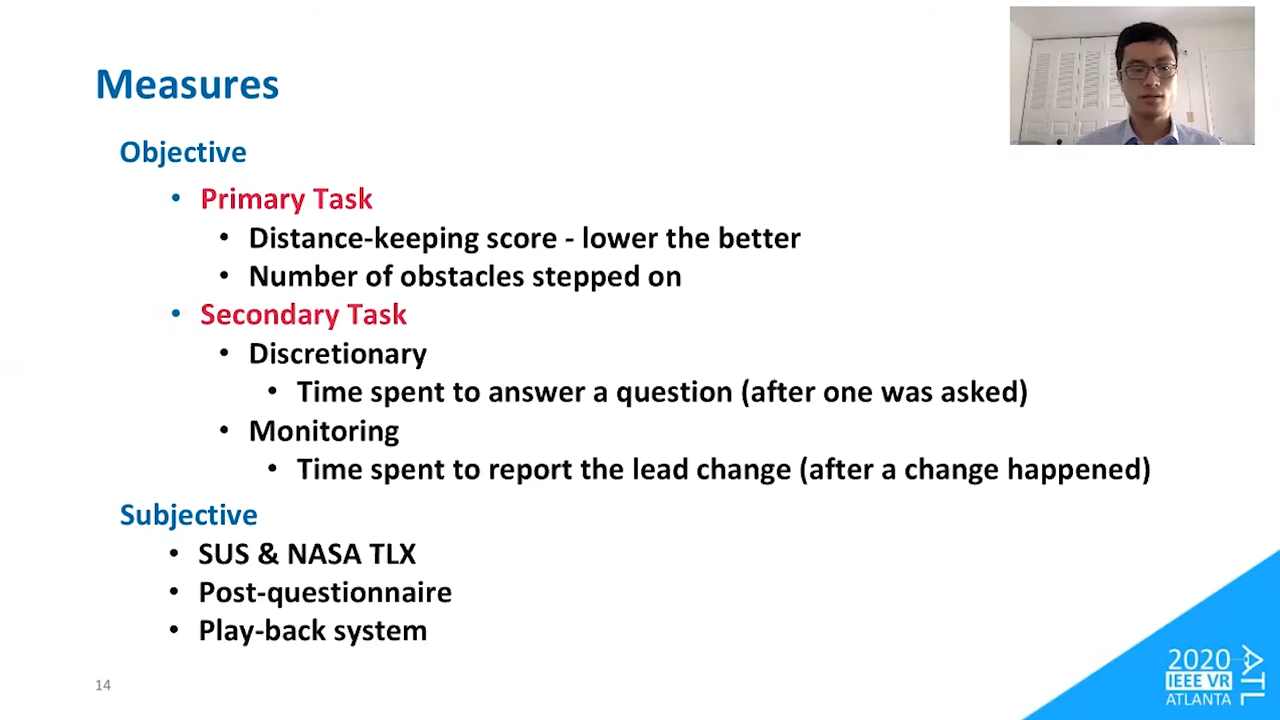 Measures
Objective
• Primary Task
• Distance-keeping score - lower the better
• Number of obstacles stepped on
• Secondary Task
• Discretionary
• Time spent to answer a question (after one was asked)
• Monitoring
• Time spent to report the lead change (after a change happened)
Subjective
• SUS & NASA TLX
• Post-questionnaire
• Play-back system
14
2020
IEEE VR
ATLANTA
ATL